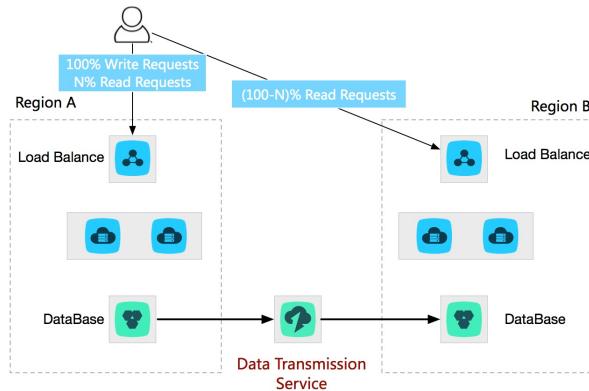 100% Write Requests
N% Read Requests
(100-N)% Read Requests
Region A
Region B
Load Balance
Load Balance
DataBase
DataBase
Data Transmission
Service